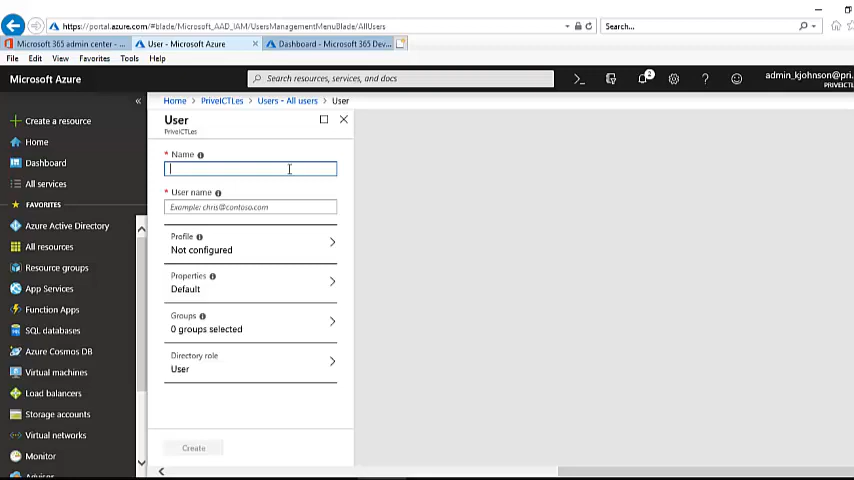 https://portal.azure.com/#blade/Microsoft_AAD_IAM/UsersManagementMenuBlade/AllUsers
Search...
Microsoft 365 admin center - ...
User - Microsoft Azure
Dashboard - Microsoft 365 Dev...
File Edit View Favorites Tools Help
Microsoft Azure
Search resources, services, and docs
2
admin_kjohnson@pri.
PRIVEICTLES
Home > PriveICTLes > Users - All users > User
Create a resource
Home
Dashboard
All services
FAVORITES
Azure Active Directory
All resources
Resource groups
App Services
Function Apps
SQL databases
Azure Cosmos DB
Virtual machines
Load balancers
Storage accounts
Virtual networks
Monitor
Advisor
User
PriveICTLes
* Name
* User name
Example: chris@contoso.com
Profile
Not configured
Properties
Default
Groups
0 groups selected
Directory role
User
Create